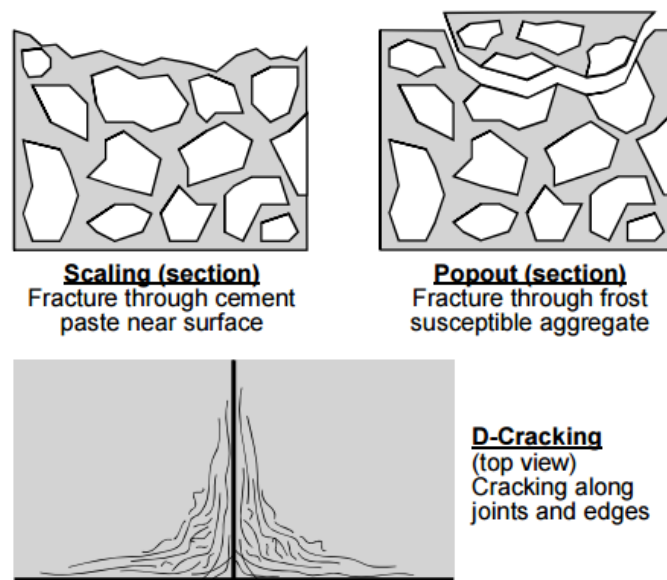 Scaling (section)
Fracture through cement
paste near surface
Popout (section)
Fracture through frost
susceptible aggregate
D-Cracking
(top view)
Cracking along
joints and edges